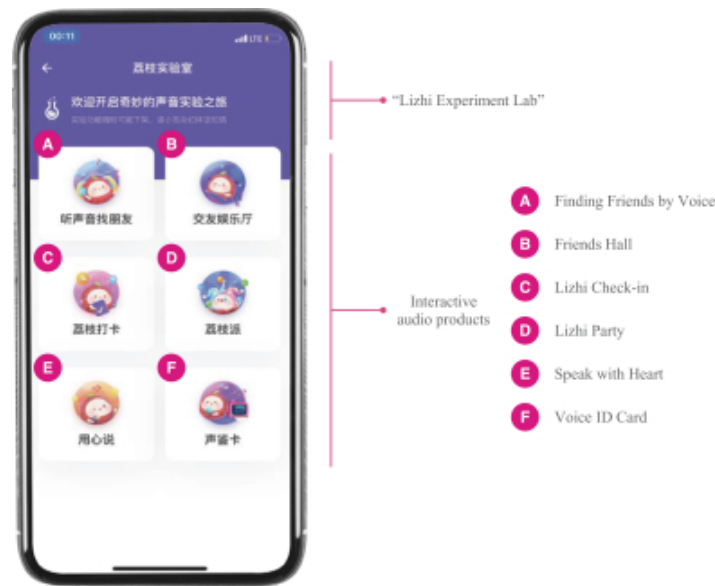 00:11
LTE
荔枝实验室
欢迎开启奇妙的声音实验之旅
A
B
听声音找朋友
交友娱乐厅
C
D
荔枝打卡
荔枝派
E
F
用心说
声鉴卡
“Lizhi Experiment Lab”
Interactive
audio products
A Finding Friends by Voice
B Friends Hall
C Lizhi Check-in
D Lizhi Party
E Speak with Heart
F Voice ID Card